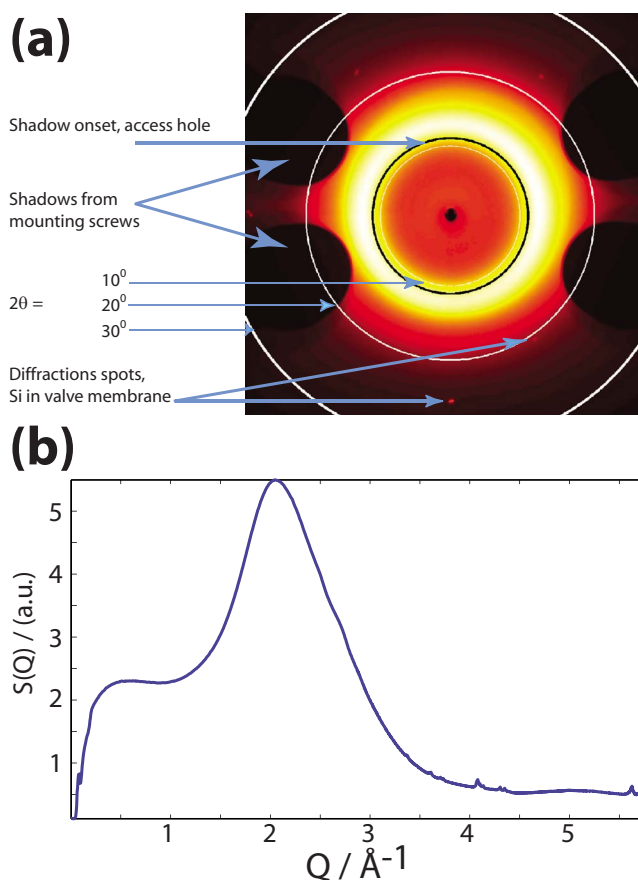 (a)
Shadow onset, access hole
Shadows from
mounting screws
10⁰
2θ = 20⁰
30⁰
Diffractions spots,
Si in valve membrane
(b)
S(Q) / (a.u.)
5
4
3
2
1
1 2 3 4 5
Q / Å⁻¹